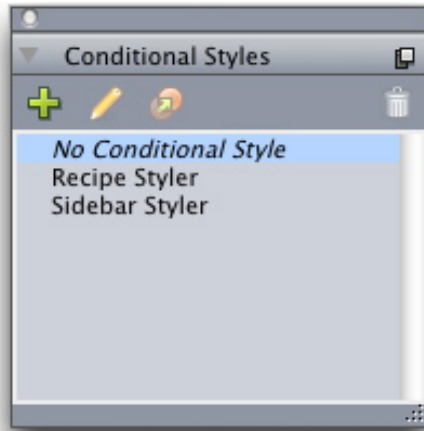 Conditional Styles
No Conditional Style
Recipe Styler
Sidebar Styler